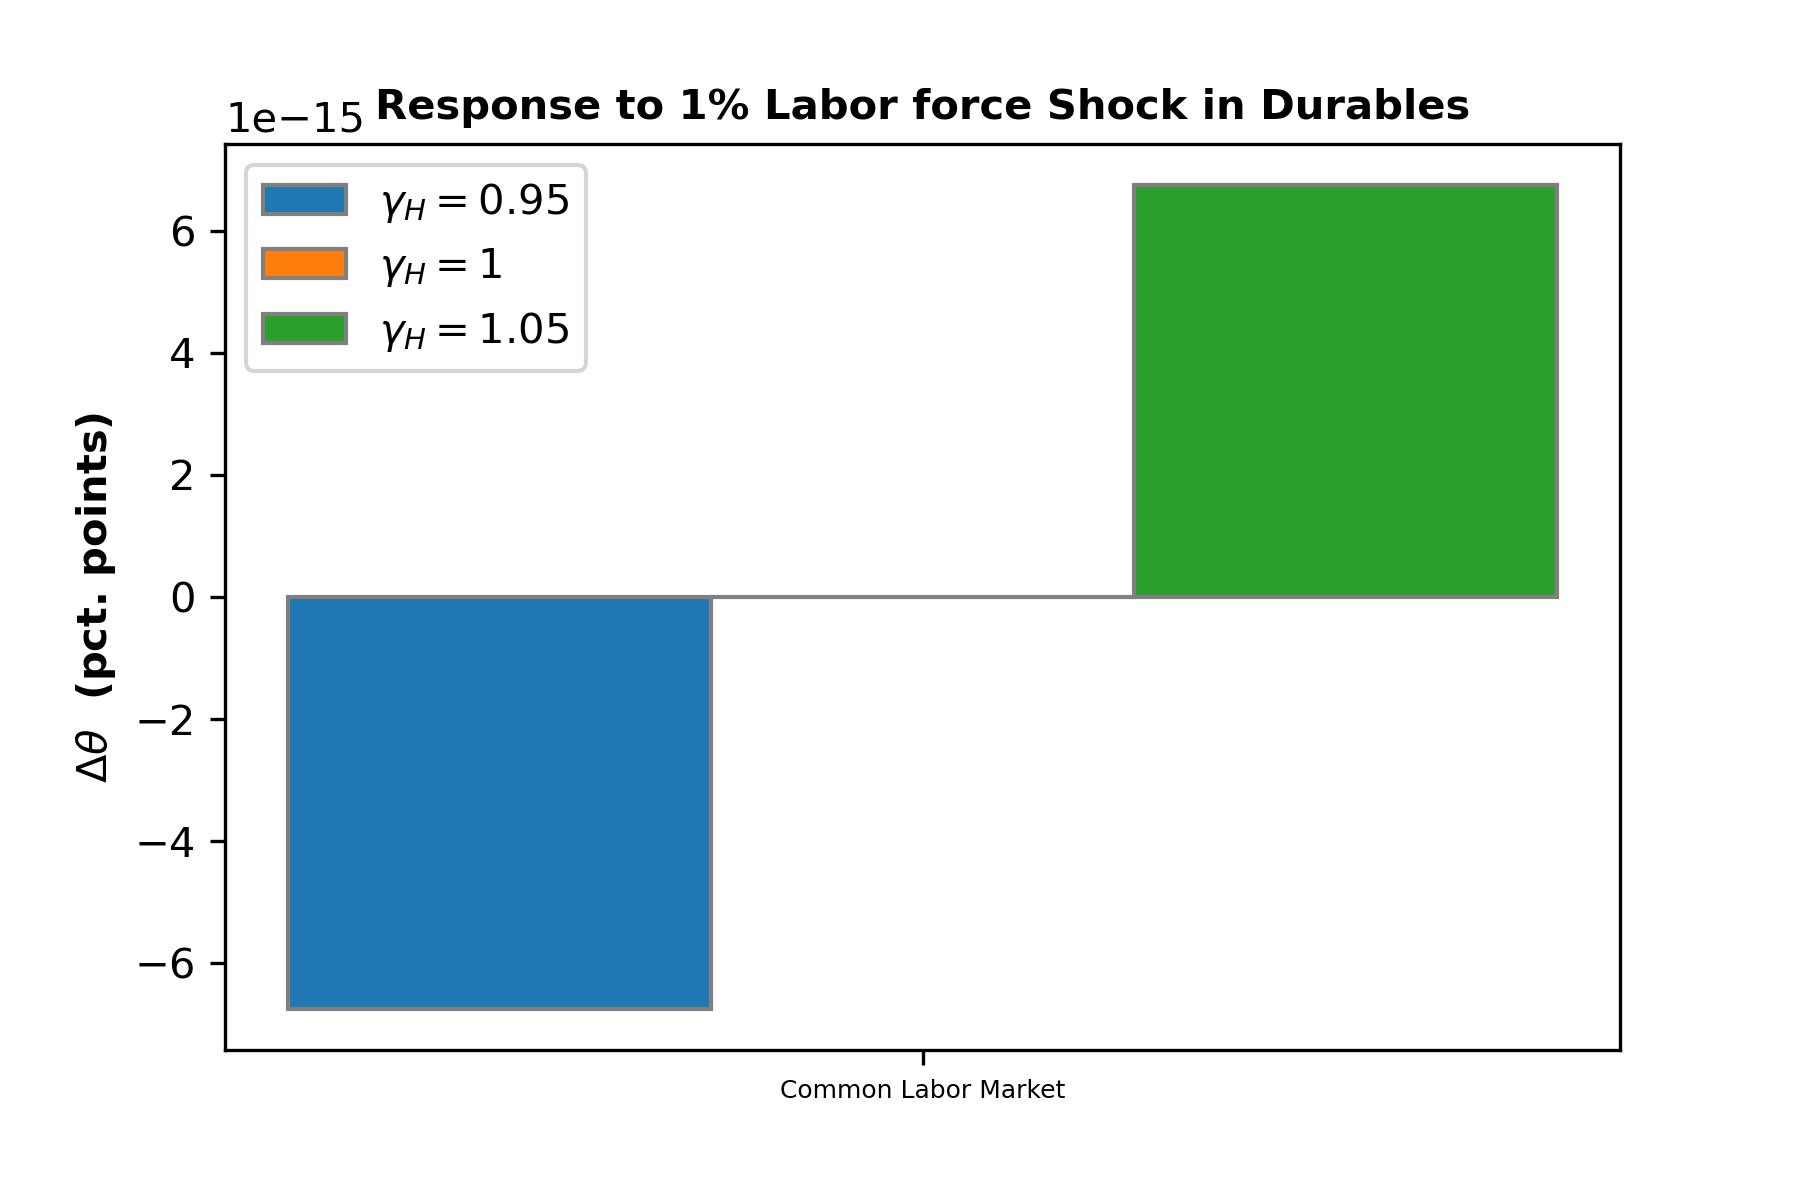 1e−15
Response to 1% Labor force Shock in Durables
γH = 0.95
γH = 1
γH = 1.05
Δθ (pct. points)
6
4
2
0
−2
−4
−6
Common Labor Market